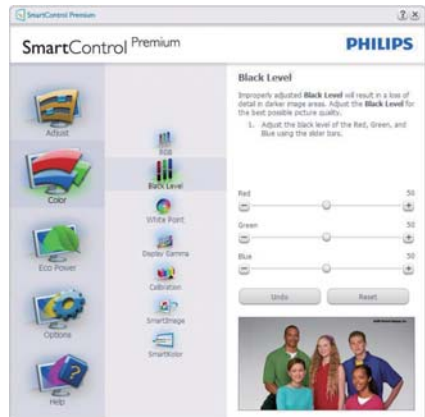 SmartControl Premium
SmartControl Premium
PHILIPS
Adjust
Color
Eco Power
Options
Help
RGB
Black Level
White Point
Display Gamma
Calibration
SmartImage
SmartKolor
Black Level
Improperly adjusted Black Level will result in a loss of
detail in darker image areas. Adjust the Black Level for
the best possible picture quality.
1. Adjust the black level of the Red, Green, and
Blue using the slider bars.
Red 50
Green 50
Blue 50
Undo Reset